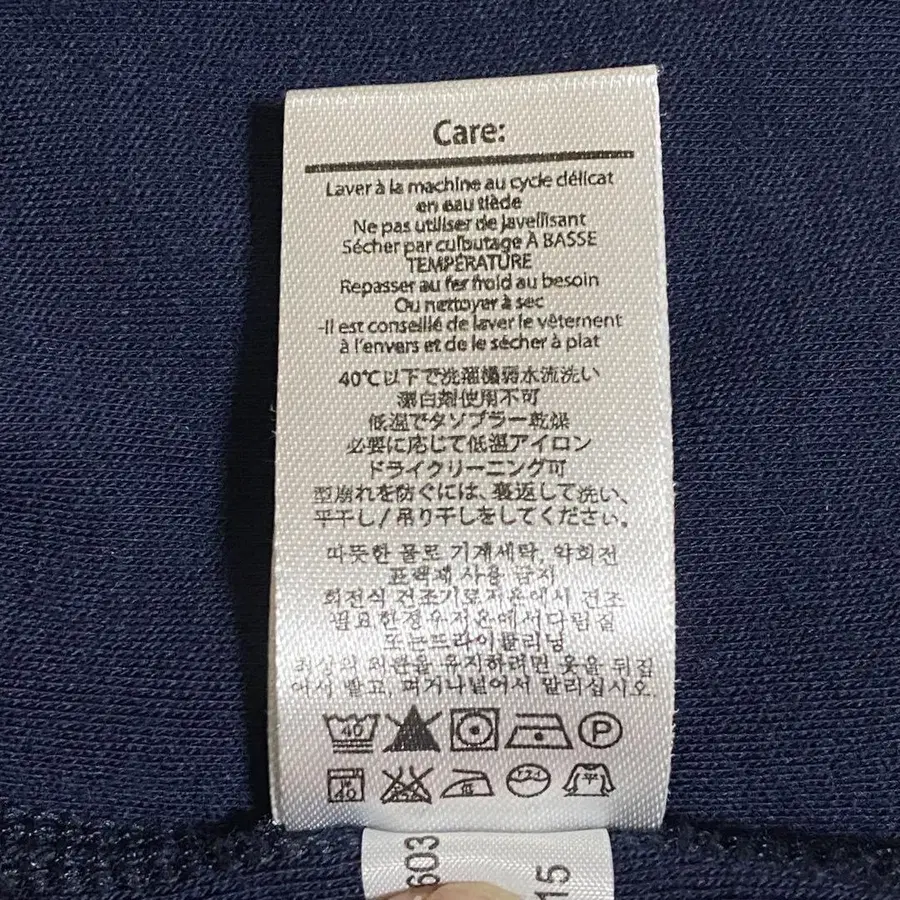 Care:
Laver à la machine au cycle délicat
en eau tiède
Ne pas utiliser de javellisant
Sécher par culbutage À BASSE
TEMPÉRATURE
Repasser au fer froid au besoin
Ou nettoyer à sec
-Il est conseillé de laver le vêtement
à l'envers et de le sécher à plat
40℃以下で洗濯機弱水流洗い
漂白剤使用不可
低温でタンブラー乾燥
必要に応じて低温アイロン
ドライクリーニング可
型崩れを防ぐには、裏返して洗い、
平干し/吊り干しをしてください。
따뜻한 물로 기계세탁, 약회전
표백제 사용 금지
회전식 건조기로저온에서 건조
필요한경우저온에서다림질
또는드라이클리닝
최상의 외관을 유지하려면 옷을 뒤집
어서 빨고, 펴거나널어서 말리십시오.
40 P
40 低 平
603
15